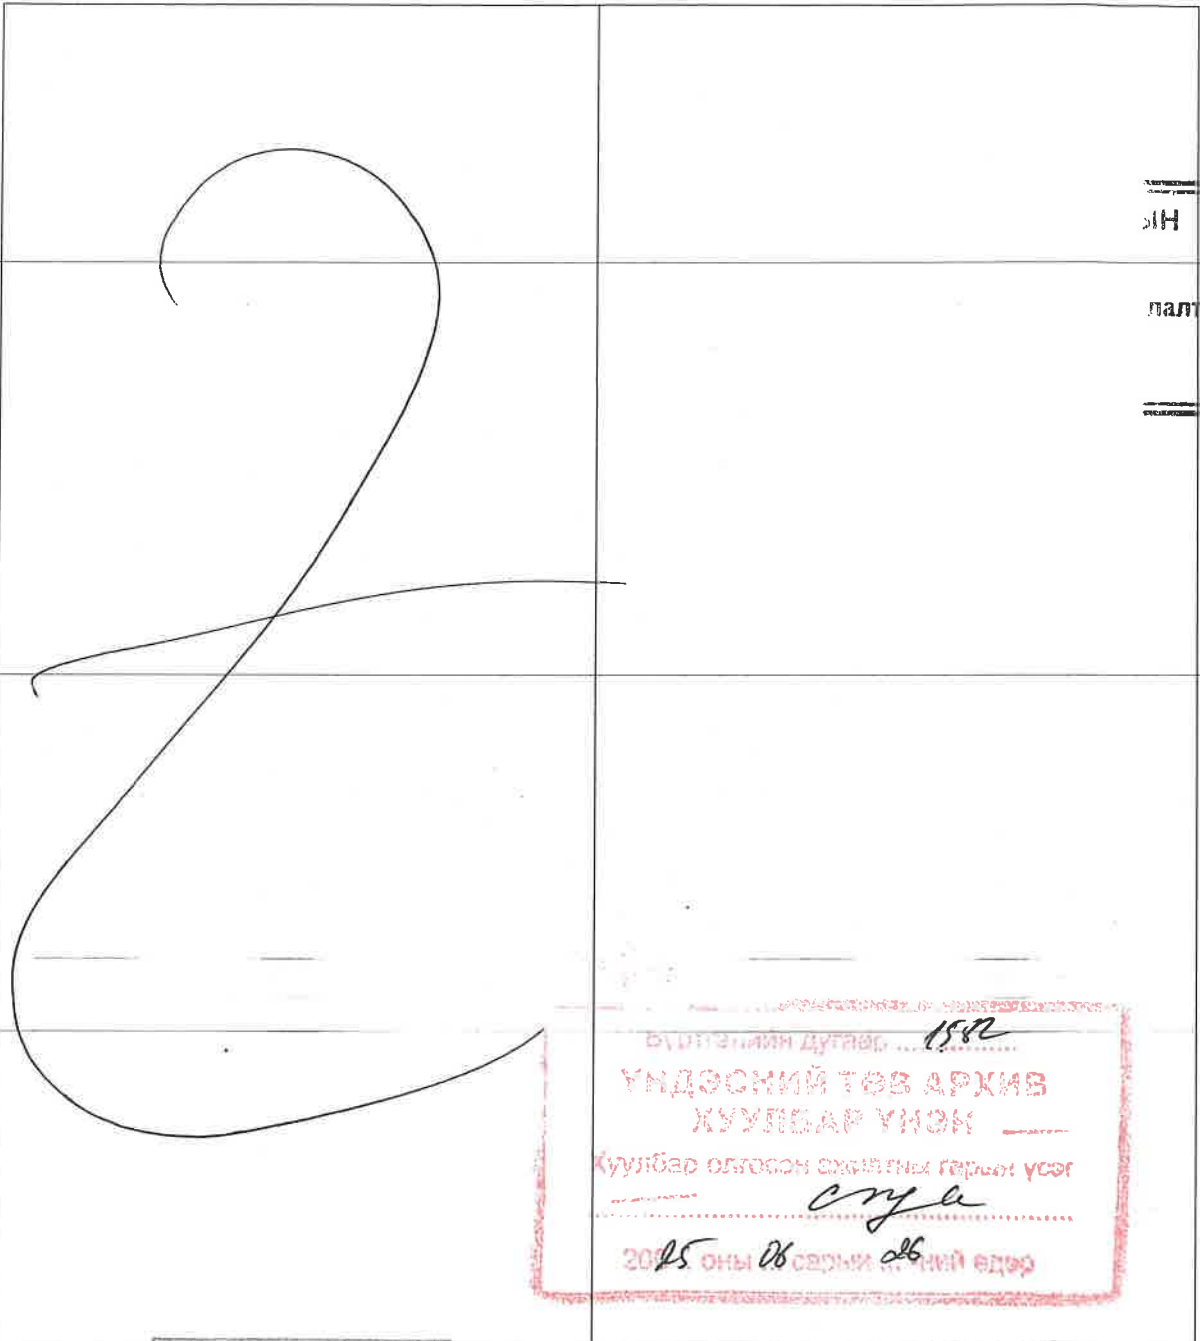 ЫН
лалт
Бүртгэлийн дугаар ............... 1582
ҮНДЭСНИЙ ТӨВ АРХИВ
ХУУЛБАР ҮНЭН
Хуулбар олгосон ажилтны гарын үсэг
2025 оны 06 сарын 26 ний өдөр